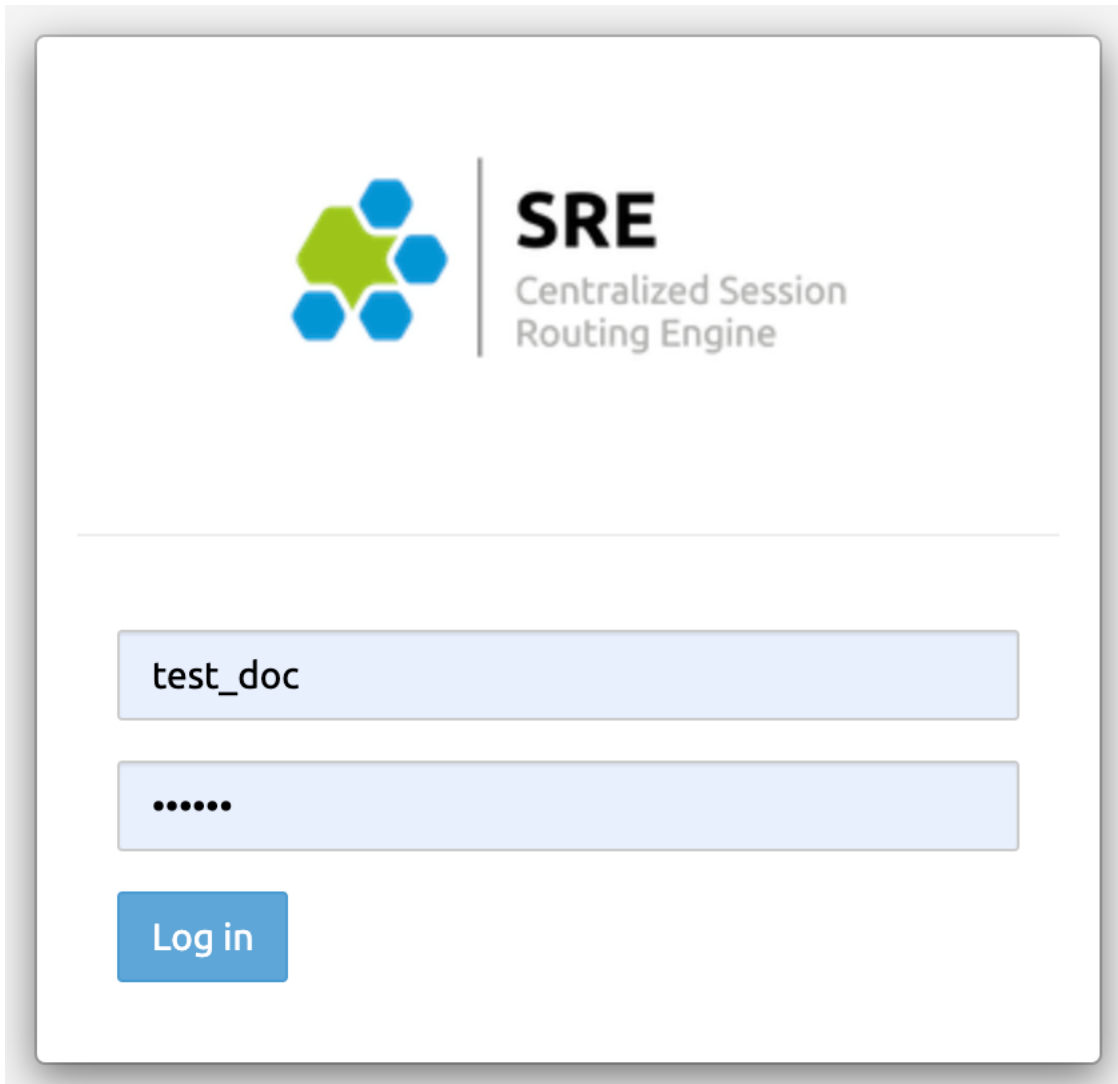 SRE
Centralized Session
Routing Engine
test_doc
••••••
Log in